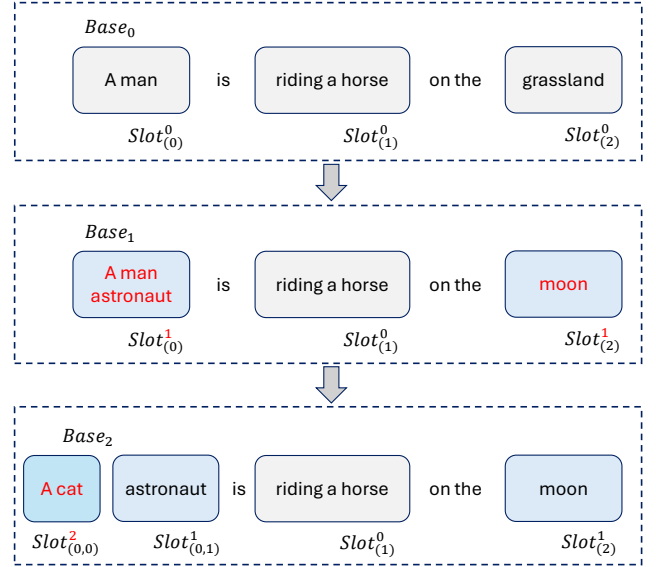 Base₀
A man is riding a horse on the grassland
Slot⁰₍₀₎ Slot⁰₍₁₎ Slot⁰₍₂₎
Base₁
A man
astronaut is riding a horse on the moon
Slot¹₍₀₎ Slot⁰₍₁₎ Slot¹₍₂₎
Base₂
A cat astronaut is riding a horse on the moon
Slot²₍₀,₀₎ Slot¹₍₀,₁₎ Slot⁰₍₁₎ Slot¹₍₂₎